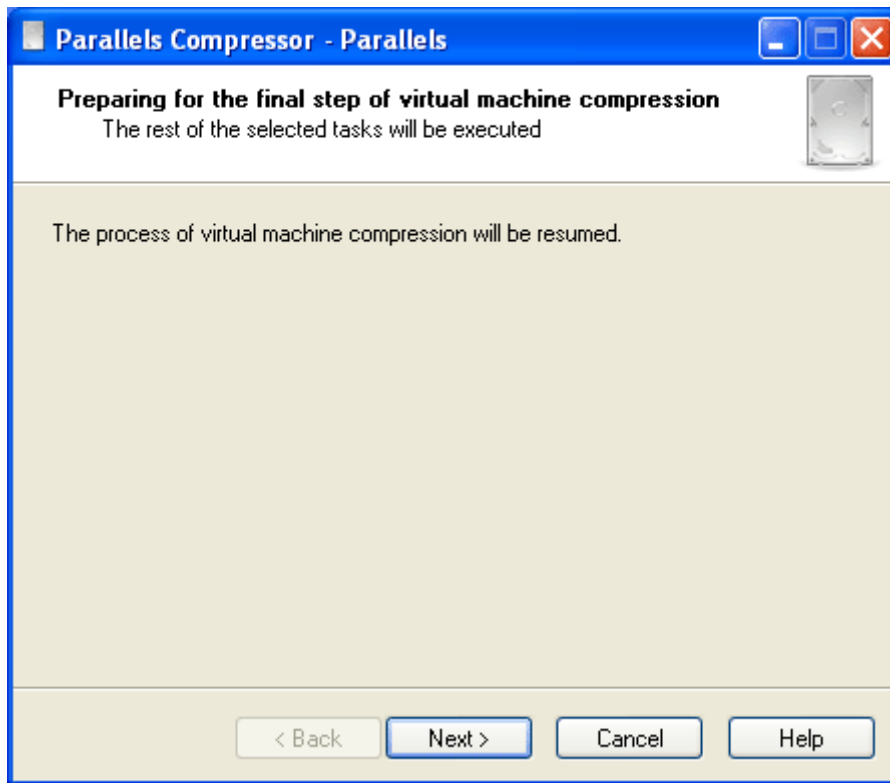 Parallels Compressor - Parallels
Preparing for the final step of virtual machine compression
The rest of the selected tasks will be executed
The process of virtual machine compression will be resumed.
< Back Next > Cancel Help